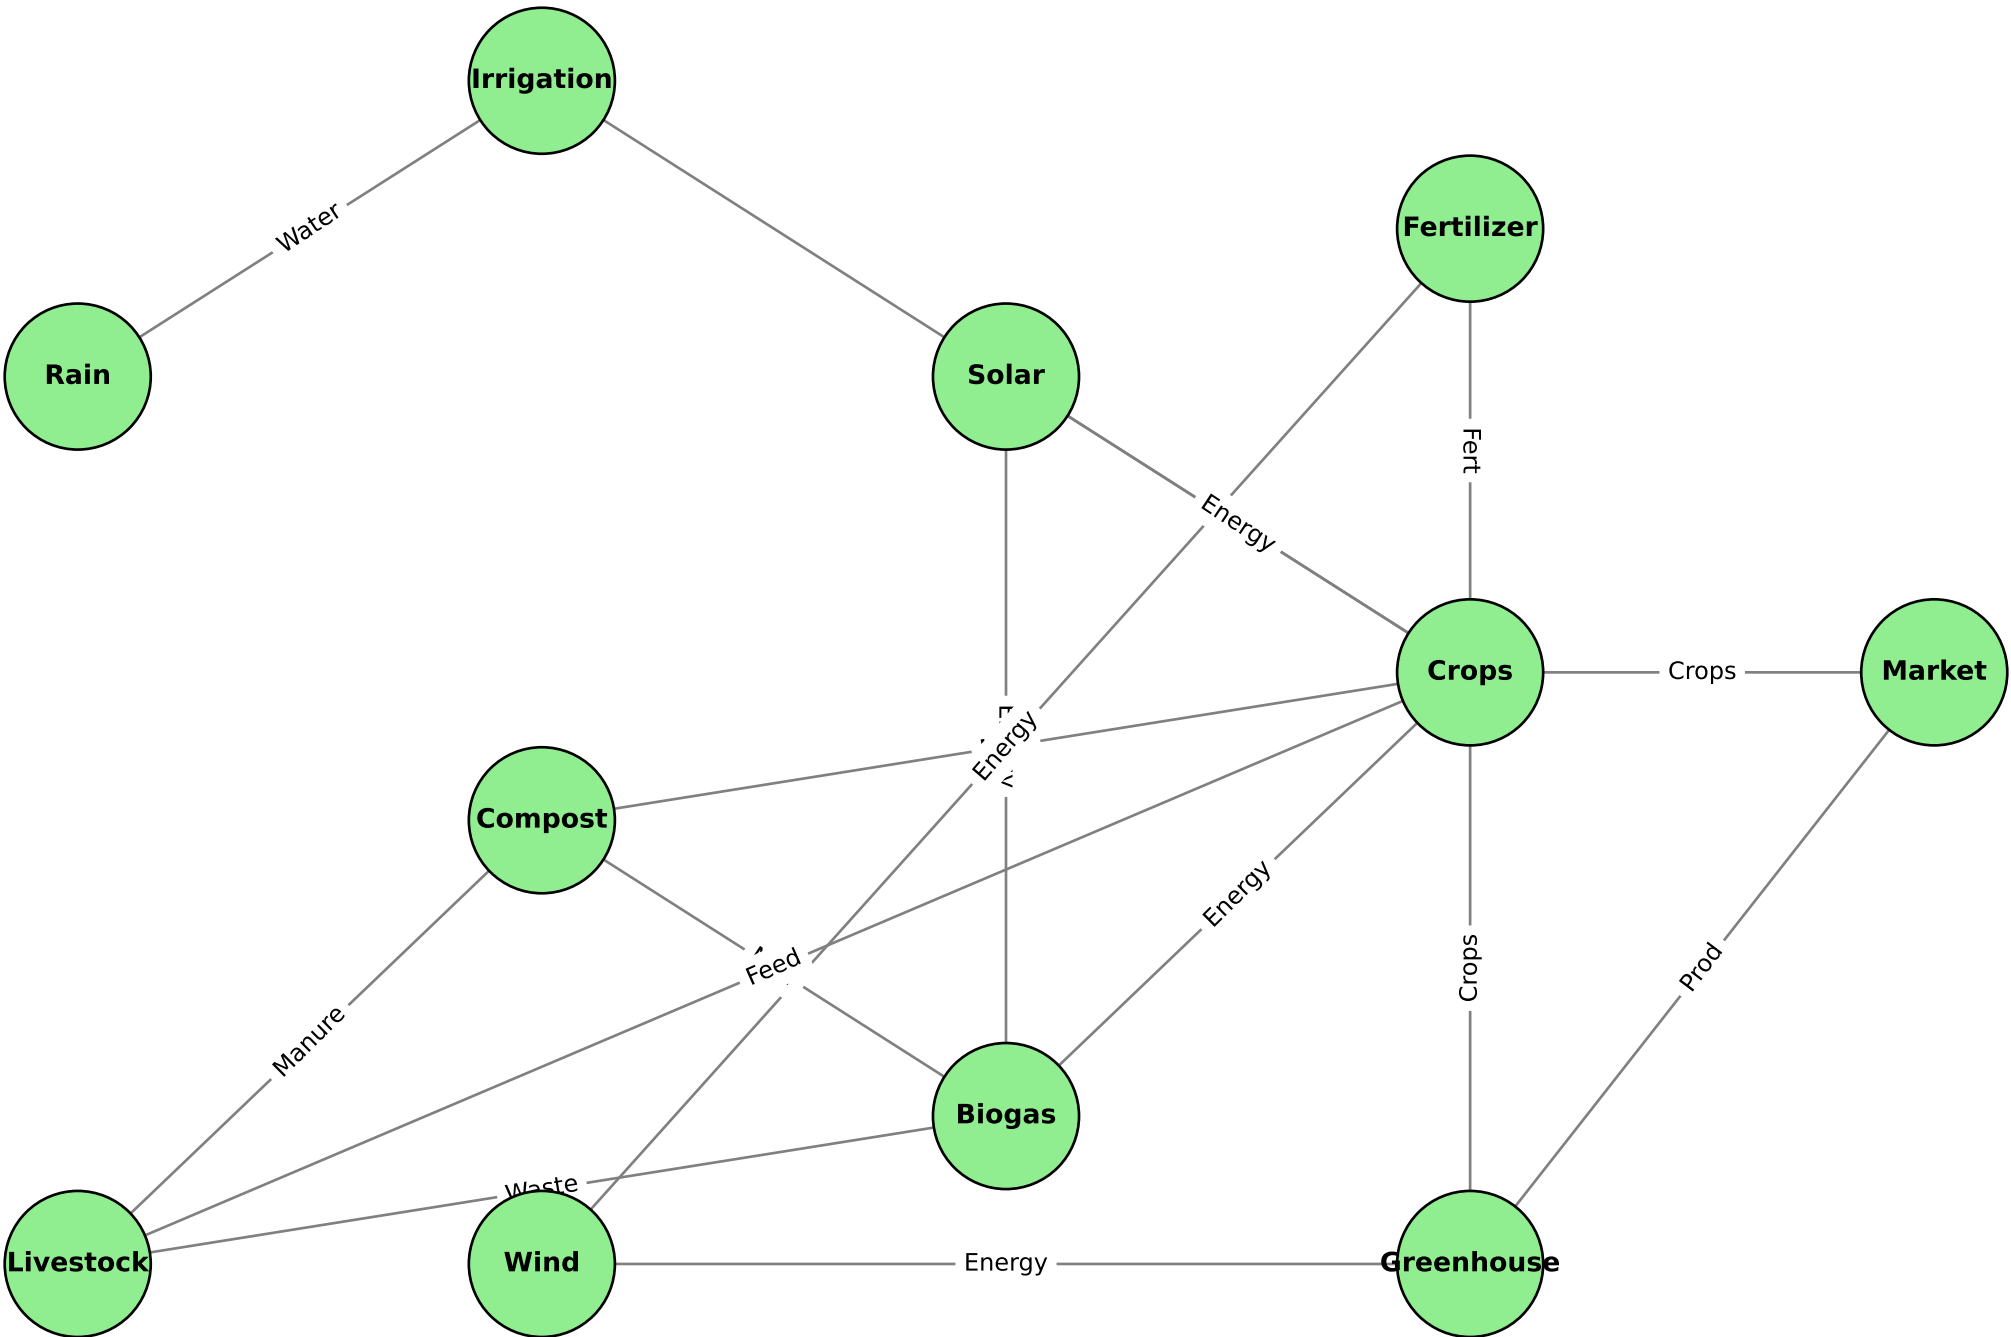 Irrigation
Fertilizer
Water
Rain
Solar
Fert
Energy
Crops
Crops
Market
Energy
Compost
Energy
Feed
Crops
Prod
Manure
Biogas
Waste
Livestock
Wind
Energy
Greenhouse